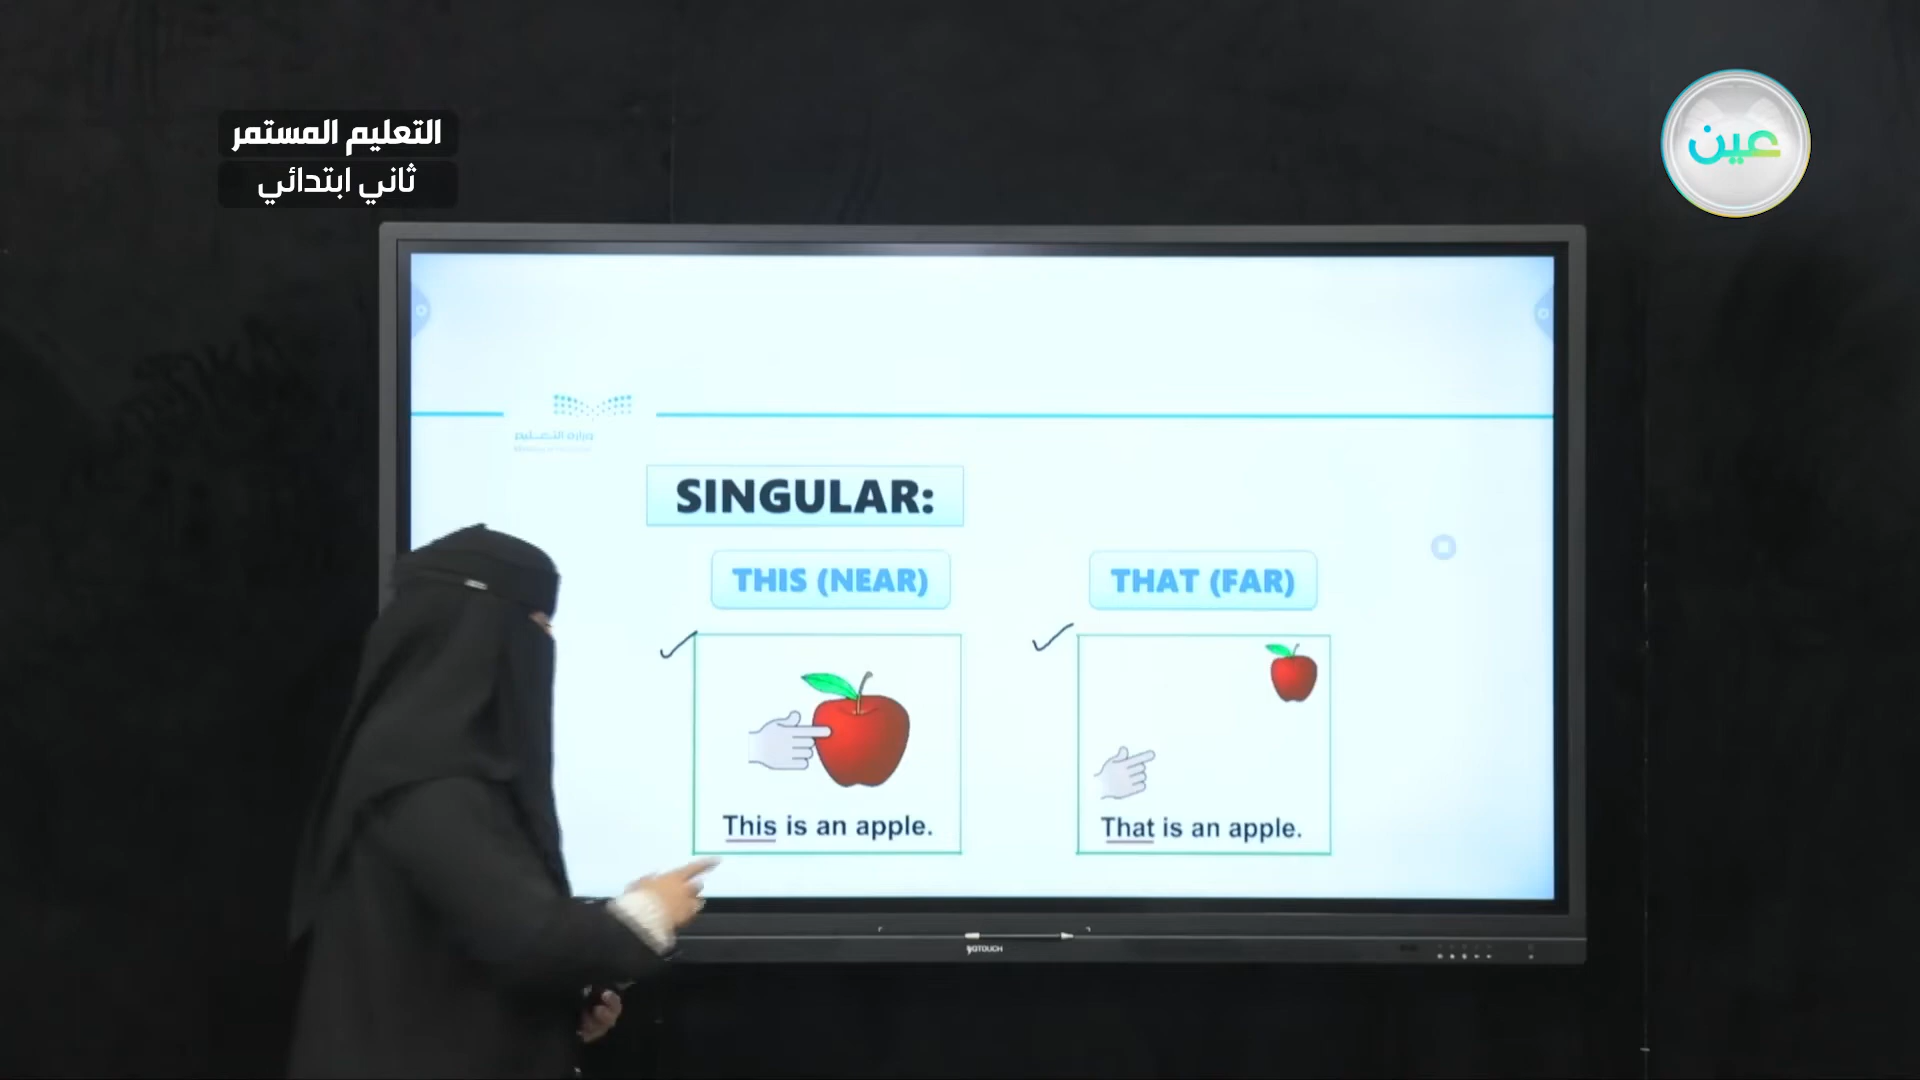 التعليم المستمر
ثاني ابتدائي
عين
وزارة التعليم
SINGULAR:
THIS (NEAR)
THAT (FAR)
This is an apple.
That is an apple.